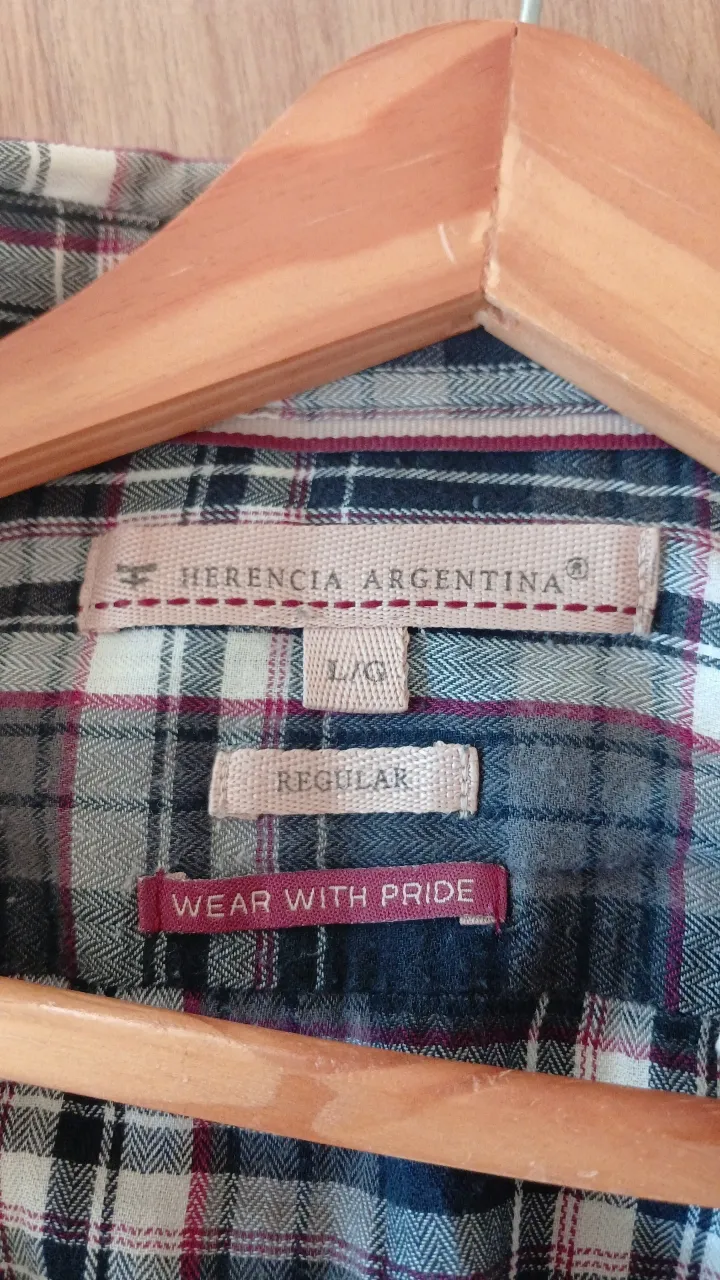 HERENCIA ARGENTINA®
L/G
REGULAR
WEAR WITH PRIDE